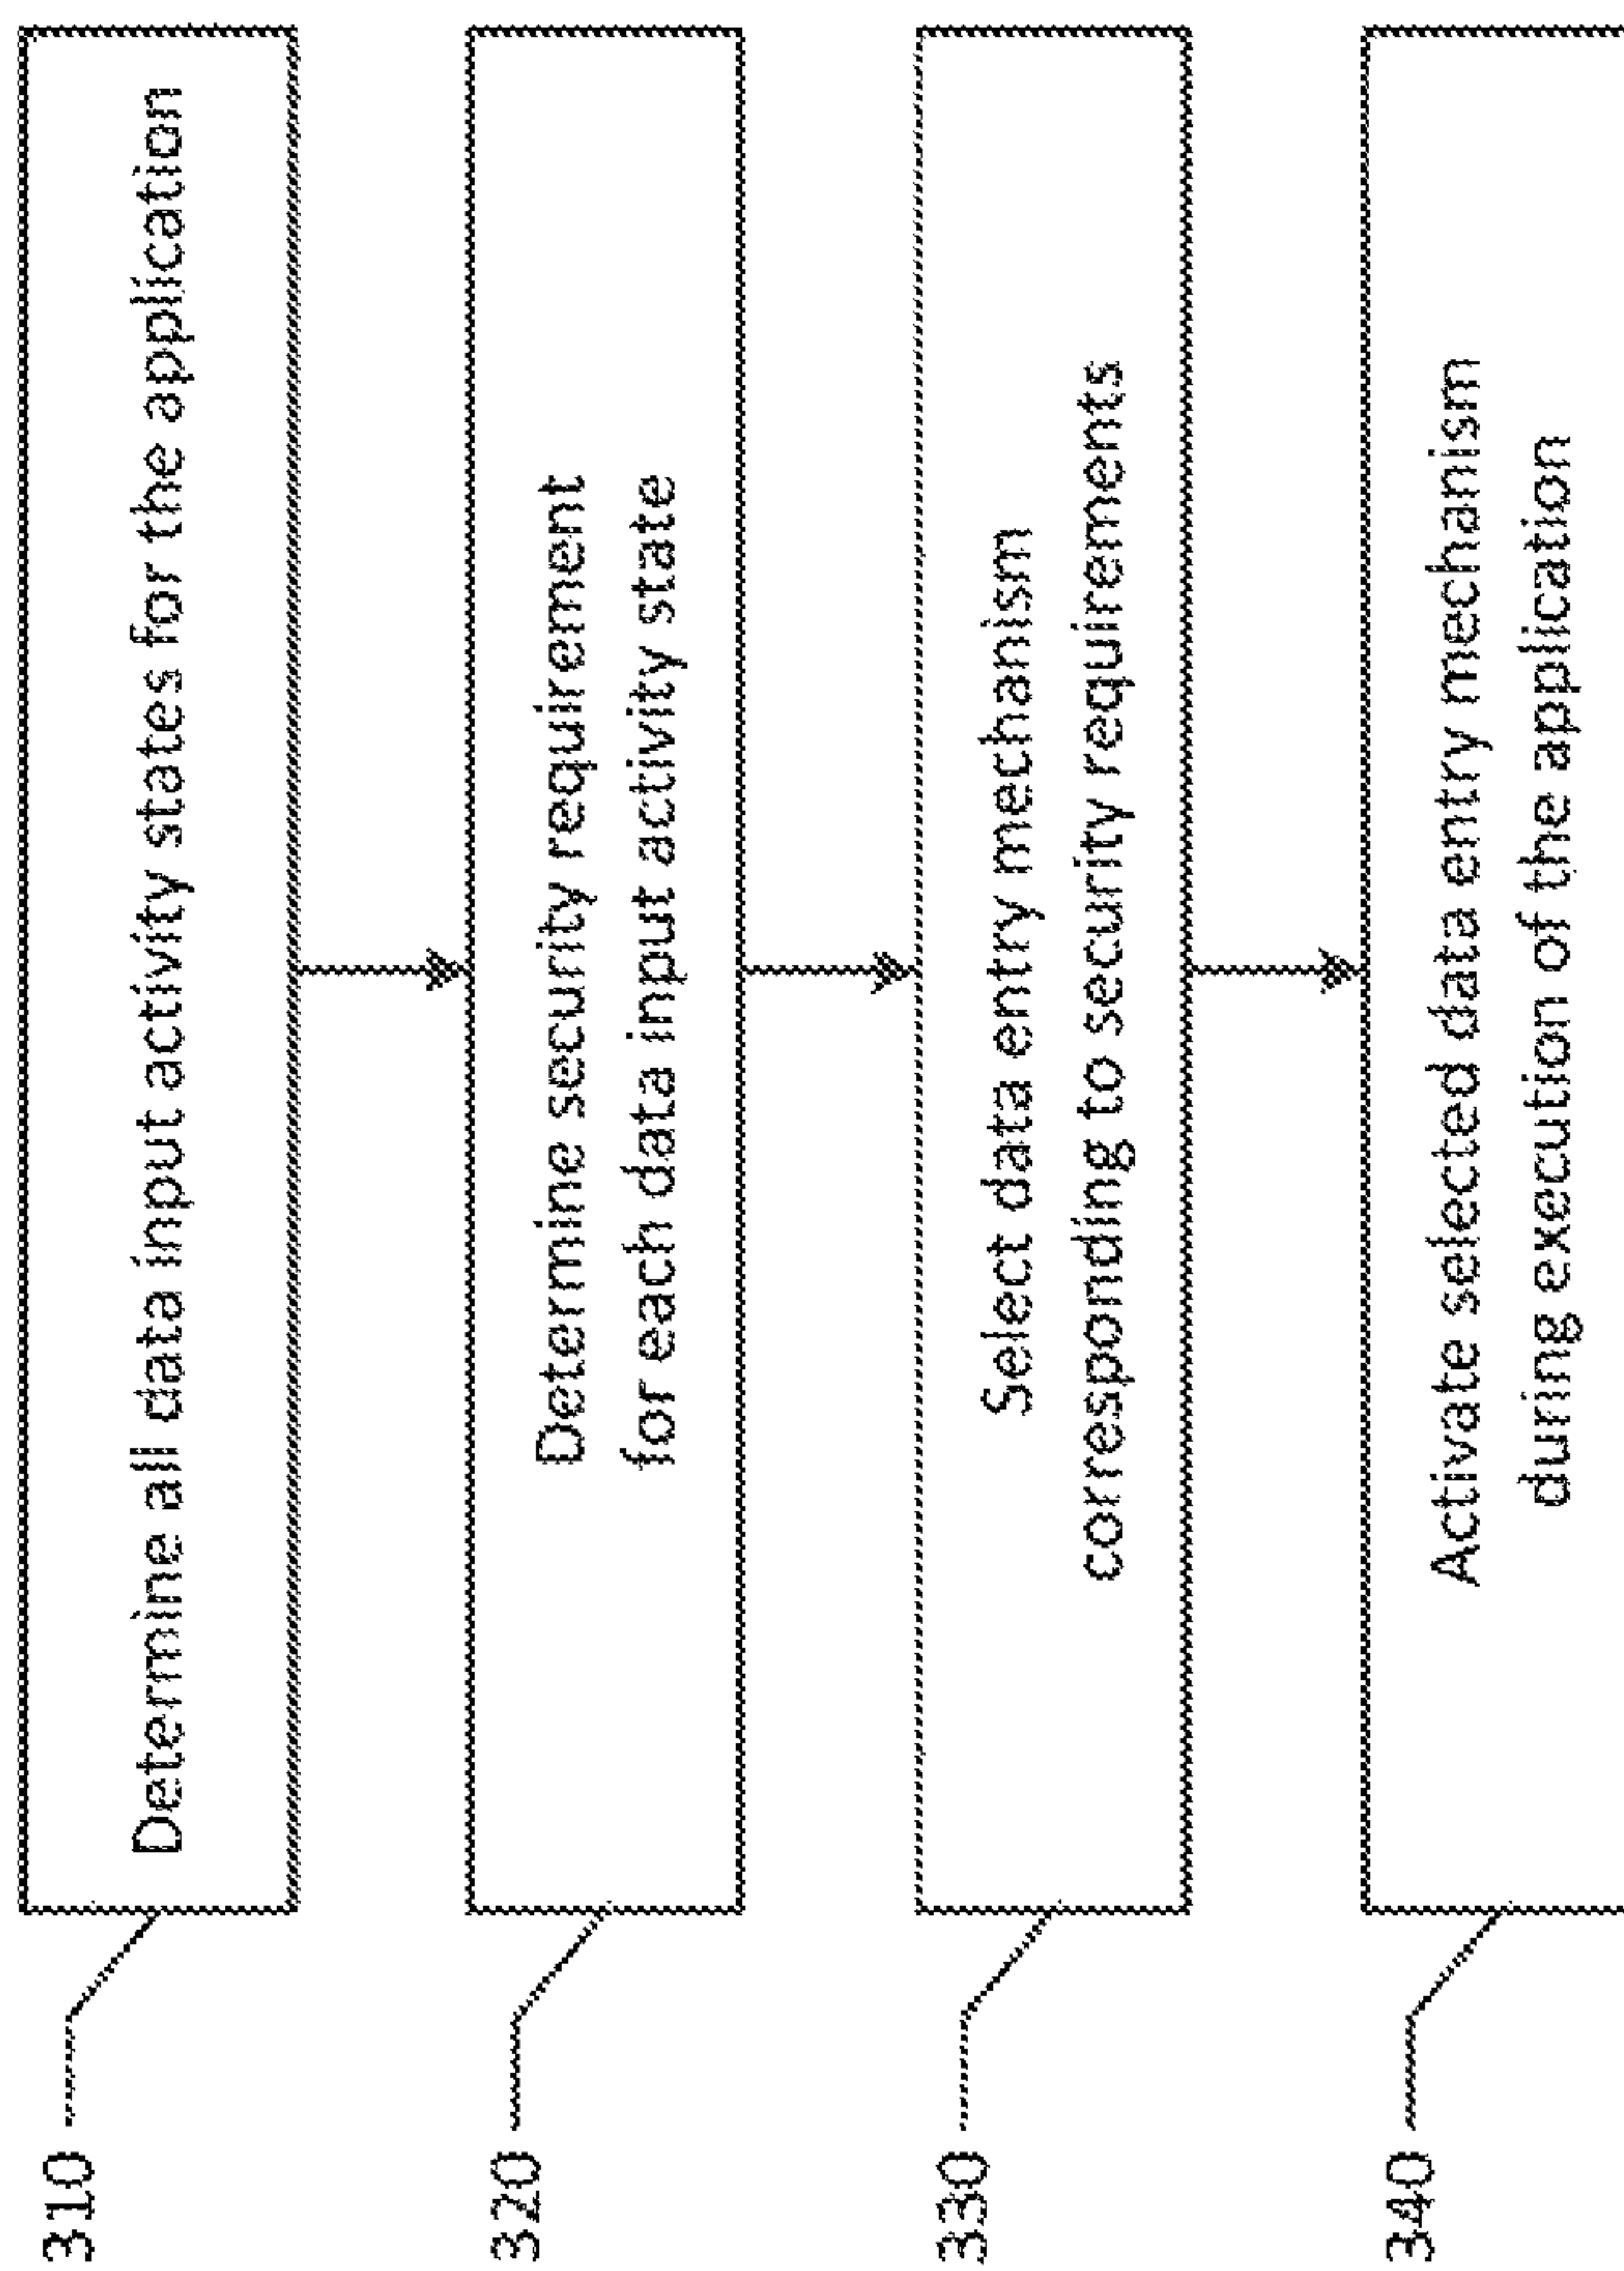 310
Determine all data input activity states for the application
320
Determine security requirement
for each data input activity state
330
Select data entry mechanism
corresponding to security requirements
340
Activate selected data entry mechanism
during execution of the application